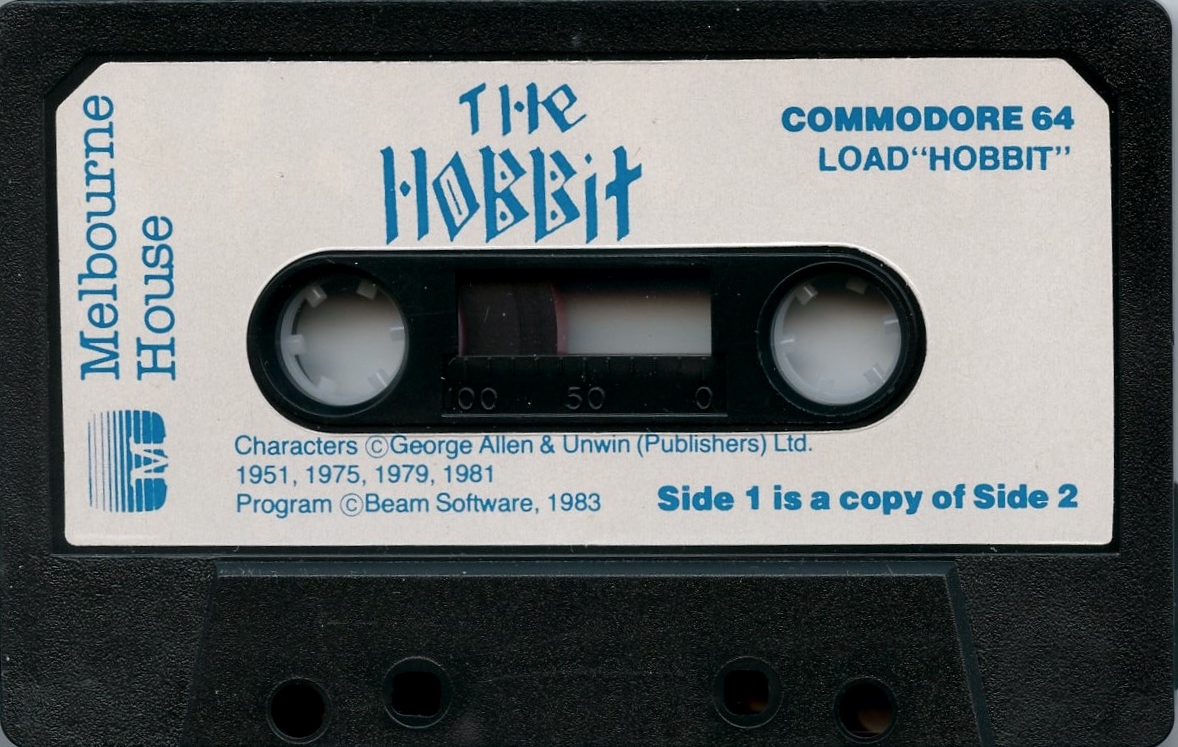 Melbourne
House
THE
HOBBit
COMMODORE 64
LOAD“HOBBIT”
100 50 0
Characters ©George Allen & Unwin (Publishers) Ltd.
1951, 1975, 1979, 1981
Program ©Beam Software, 1983
Side 1 is a copy of Side 2
M